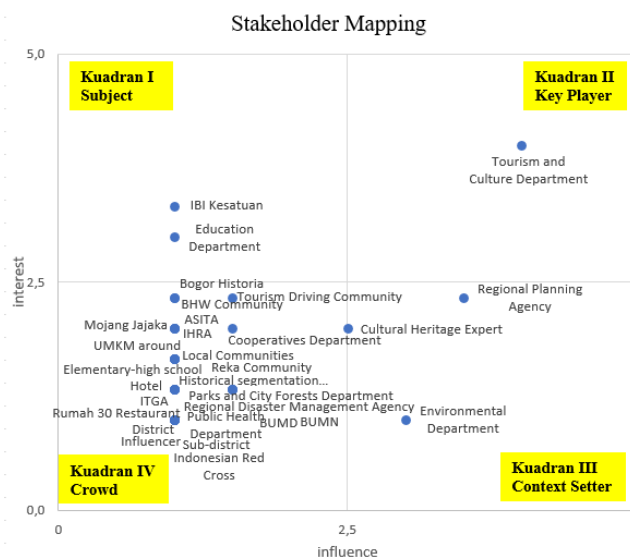 Stakeholder Mapping
5,0
Kuadran I
Subject
Kuadran II
Key Player
Tourism and
Culture Department
IBI Kesatuan
Education
Department
interest
2,5
Bogor Historia
BHW Community
Tourism Driving Community
Regional Planning
Agency
ASITA
Mojang Jajaka
IHRA
Cooperatives Department
Cultural Heritage Expert
UMKM around
Local Communities
Elementary-high school
Reka Community
Hotel
Historical segmentation...
ITGA
Parks and City Forests Department
Rumah 30 Restaurant
Regional Disaster Management Agency
District
Public Health
Department
BUMD
BUMN
Environmental
Department
Influencer
Sub-district
Indonesian Red
Cross
Kuadran IV
Crowd
Kuadran III
Context Setter
0,0
0
2,5
influence